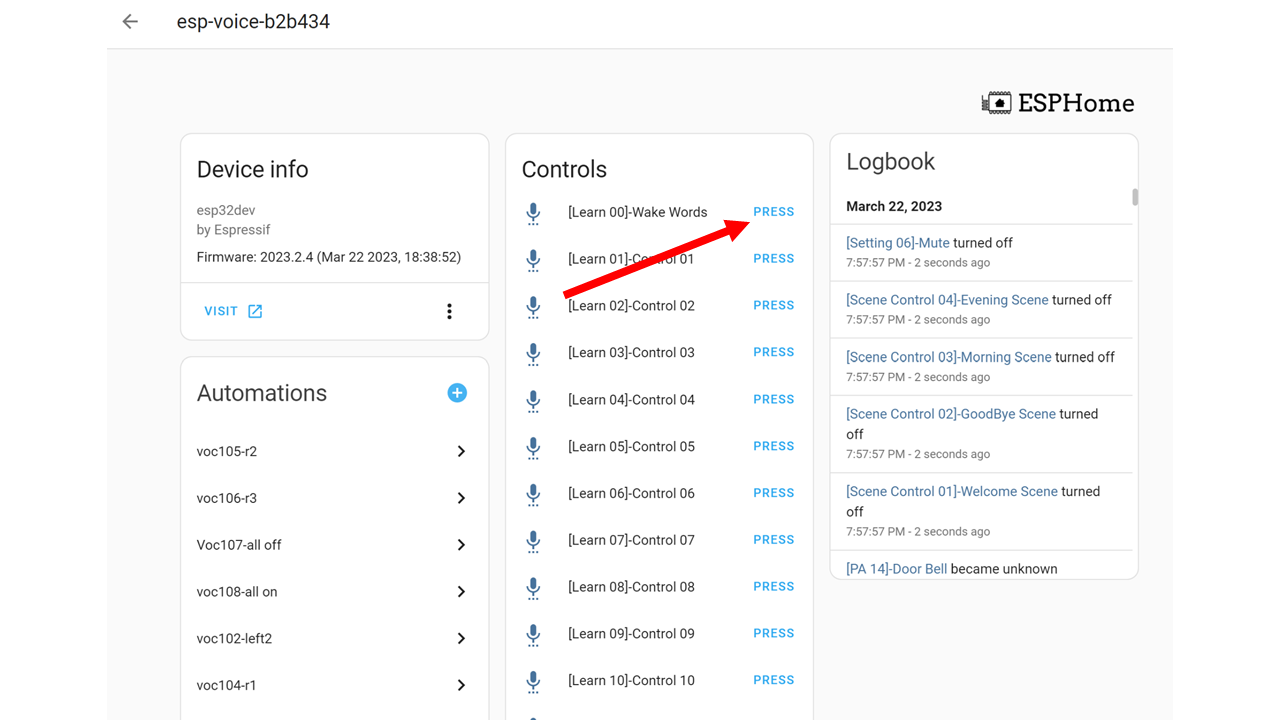 esp-voice-b2b434
ESPHome
Device info
esp32dev
by Espressif
Firmware: 2023.2.4 (Mar 22 2023, 18:38:52)
VISIT
Automations
voc105-r2
voc106-r3
Voc107-all off
voc108-all on
voc102-left2
voc104-r1
Controls
[Learn 00]-Wake Words PRESS
[Learn 01]-Control 01 PRESS
[Learn 02]-Control 02 PRESS
[Learn 03]-Control 03 PRESS
[Learn 04]-Control 04 PRESS
[Learn 05]-Control 05 PRESS
[Learn 06]-Control 06 PRESS
[Learn 07]-Control 07 PRESS
[Learn 08]-Control 08 PRESS
[Learn 09]-Control 09 PRESS
[Learn 10]-Control 10 PRESS
Logbook
March 22, 2023
[Setting 06]-Mute turned off
7:57:57 PM - 2 seconds ago
[Scene Control 04]-Evening Scene turned off
7:57:57 PM - 2 seconds ago
[Scene Control 03]-Morning Scene turned off
7:57:57 PM - 2 seconds ago
[Scene Control 02]-GoodBye Scene turned
off
7:57:57 PM - 2 seconds ago
[Scene Control 01]-Welcome Scene turned
off
7:57:57 PM - 2 seconds ago
[PA 14]-Door Bell became unknown